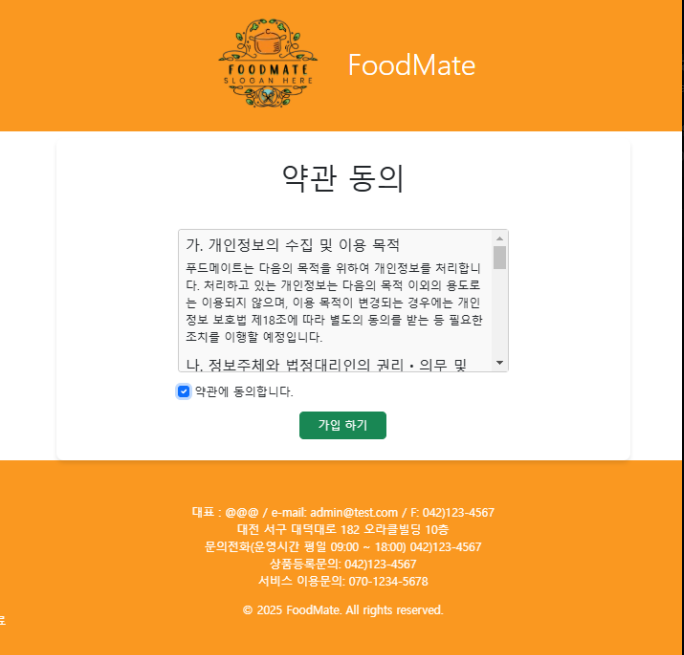 FOODMATE
SLOGAN HERE
FoodMate
약관 동의
가. 개인정보의 수집 및 이용 목적
푸드메이트는 다음의 목적을 위하여 개인정보를 처리합니
다. 처리하고 있는 개인정보는 다음의 목적 이외의 용도로
는 이용되지 않으며, 이용 목적이 변경되는 경우에는 개인
정보 보호법 제18조에 따라 별도의 동의를 받는 등 필요한
조치를 이행할 예정입니다.
나. 정보주체와 법정대리인의 권리 • 의무 및
약관에 동의합니다.
가입 하기
대표 : @@@ / e-mail: admin@test.com / F: 042)123-4567
대전 서구 대덕대로 182 오라클빌딩 10층
문의전화(운영시간 평일 09:00 ~ 18:00) 042)123-4567
상품등록문의: 042)123-4567
서비스 이용문의: 070-1234-5678
© 2025 FoodMate. All rights reserved.